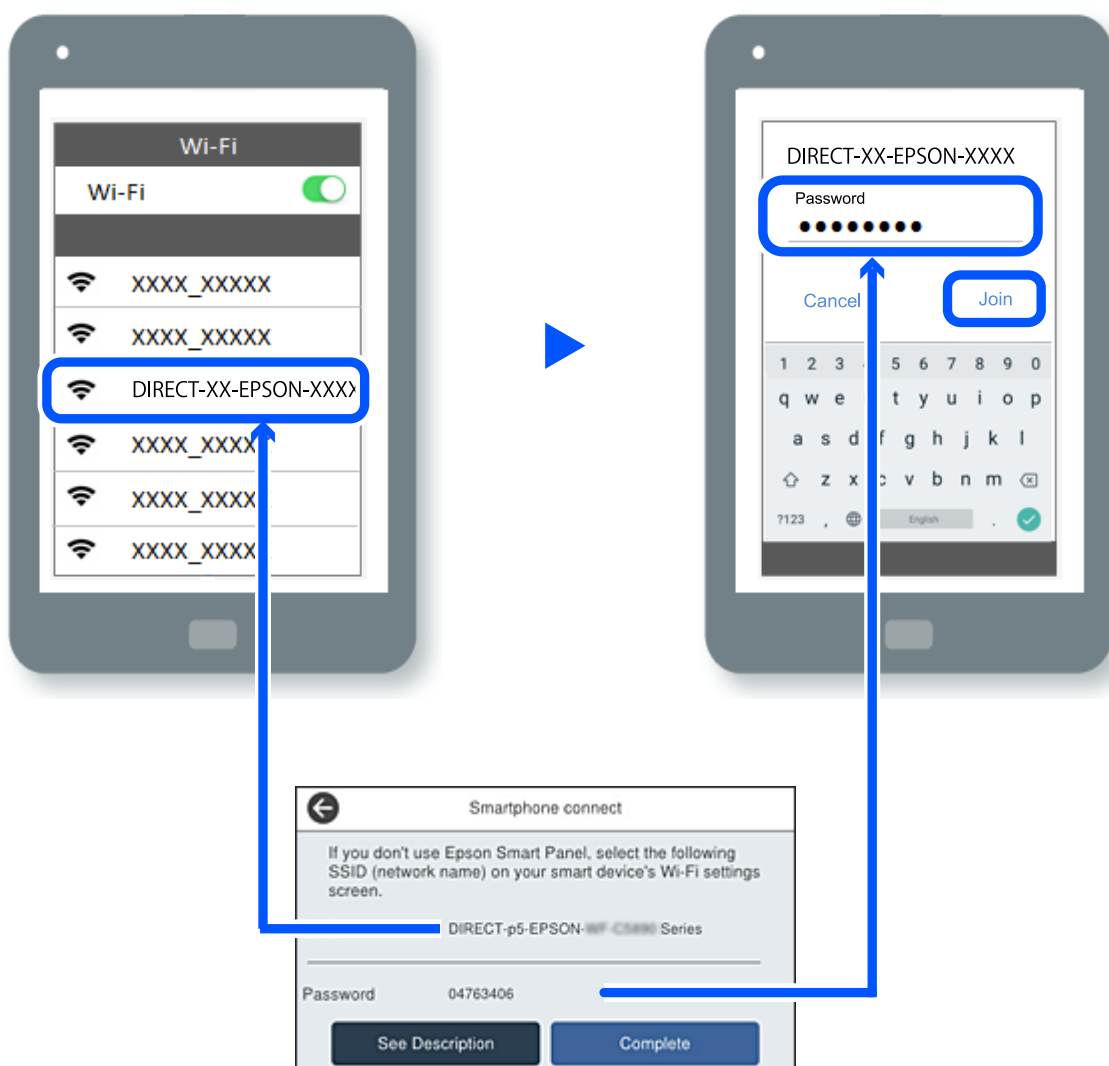 Wi-Fi
Wi-Fi
XXXX_XXXXX
XXXX_XXXXX
DIRECT-XX-EPSON-XXXX
XXXX_XXXX
XXXX_XXXX
XXXX_XXXX
DIRECT-XX-EPSON-XXXX
Password
Cancel Join
1 2 3 5 6 7 8 9 0
q w e t y u i o p
a s d f g h j k l
z x c v b n m
?123 , English .
Smartphone connect
If you don't use Epson Smart Panel, select the following
SSID (network name) on your smart device's Wi-Fi settings
screen.
DIRECT-p5-EPSON- Series
Password 04763406
See Description Complete